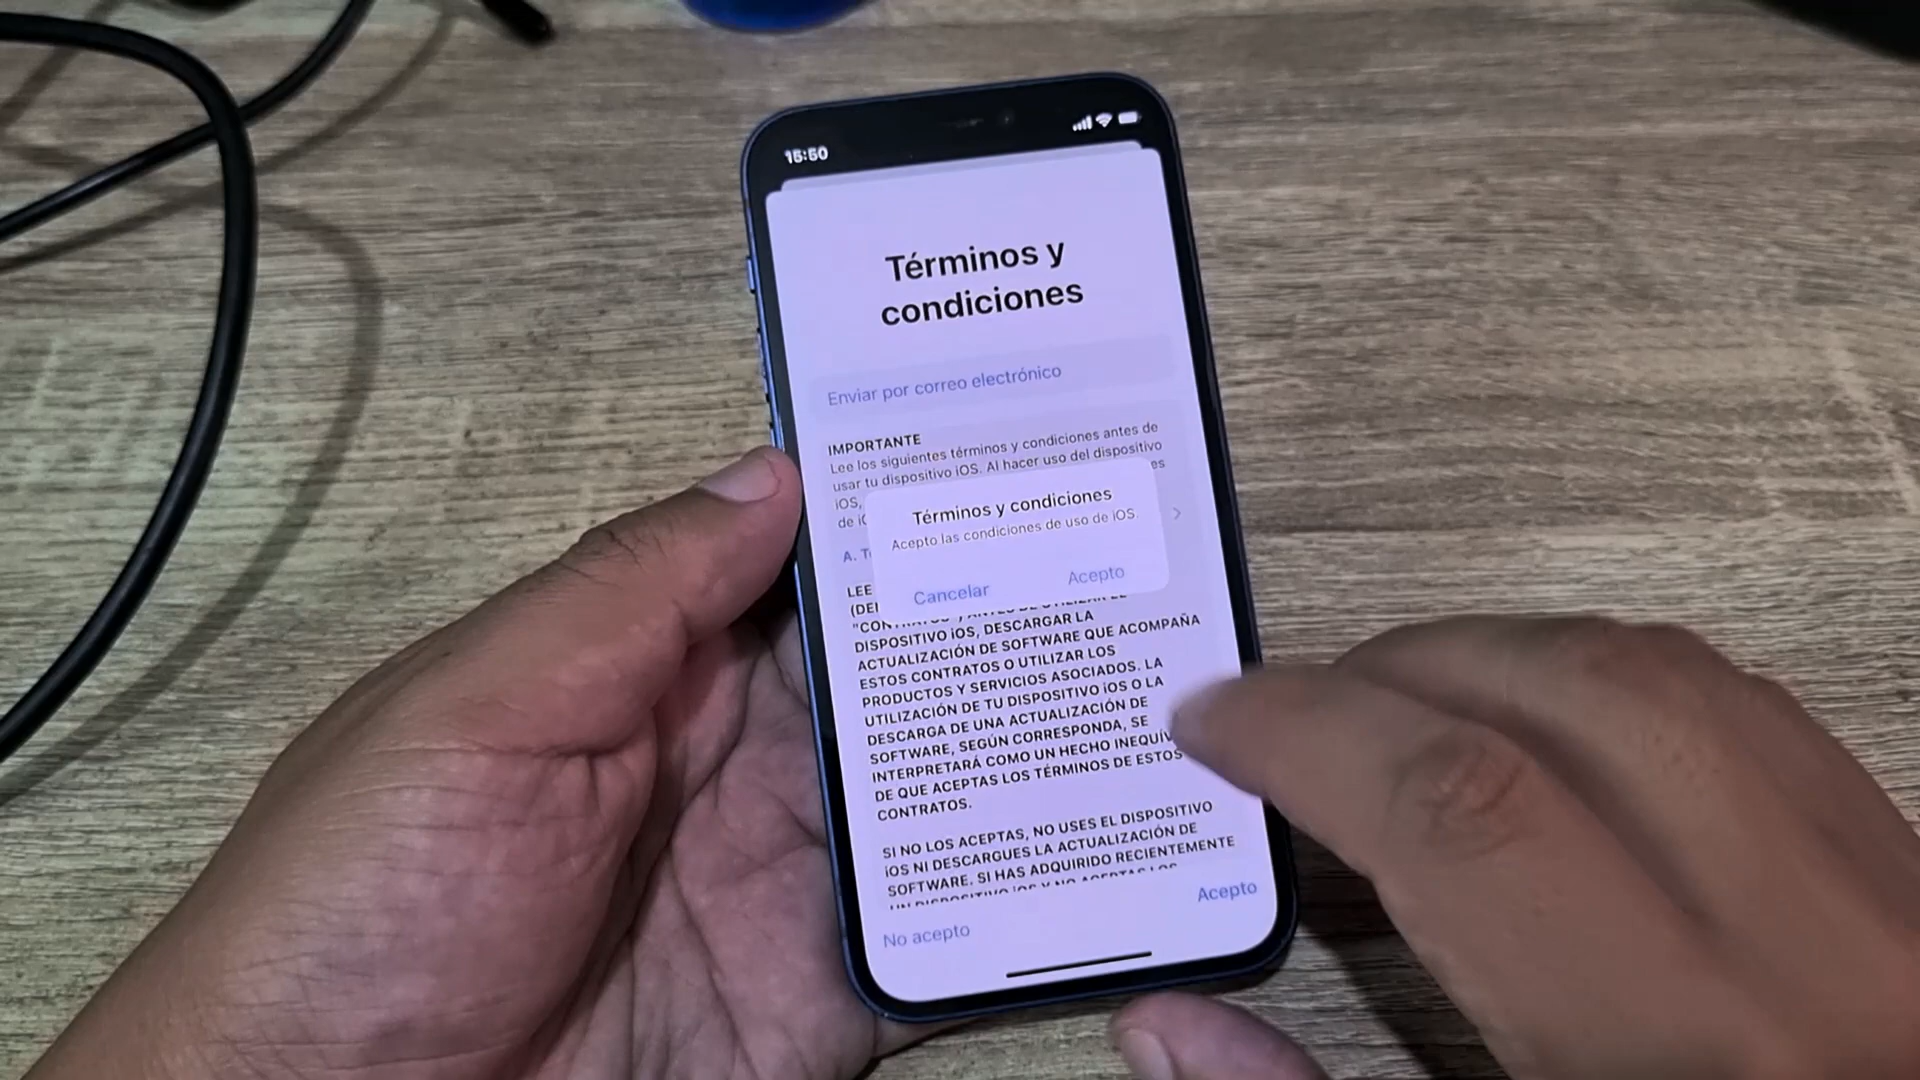 15:50
Términos y
condiciones
Enviar por correo electrónico
IMPORTANTE
Lee los siguientes términos y condiciones antes de
usar tu dispositivo iOS. Al hacer uso del dispositivo
iOS,
es
Términos y condiciones
Acepto las condiciones de uso de iOS
Cancelar
Acepto
A.
LEE
(DEI
DISPOSITIVO iOS, DESCARGAR LA
ACTUALIZACIÓN DE SOFTWARE QUE ACOMPAÑA
ESTOS CONTRATOS O UTILIZAR LOS
PRODUCTOS Y SERVICIOS ASOCIADOS. LA
UTILIZACIÓN DE TU DISPOSITIVO iOS O LA
DESCARGA DE UNA ACTUALIZACIÓN DE
SOFTWARE, SEGÚN CORRESPONDA, SE
INTERPRETARÁ COMO UN HECHO INEQUÍV
DE QUE ACEPTAS LOS TÉRMINOS DE ESTOS
CONTRATOS.
SI NO LOS ACEPTAS, NO USES EL DISPOSITIVO
iOS NI DESCARGUES LA ACTUALIZACIÓN DE
SOFTWARE. SI HAS ADQUIRIDO RECIENTEMENTE
No acepto
Acepto